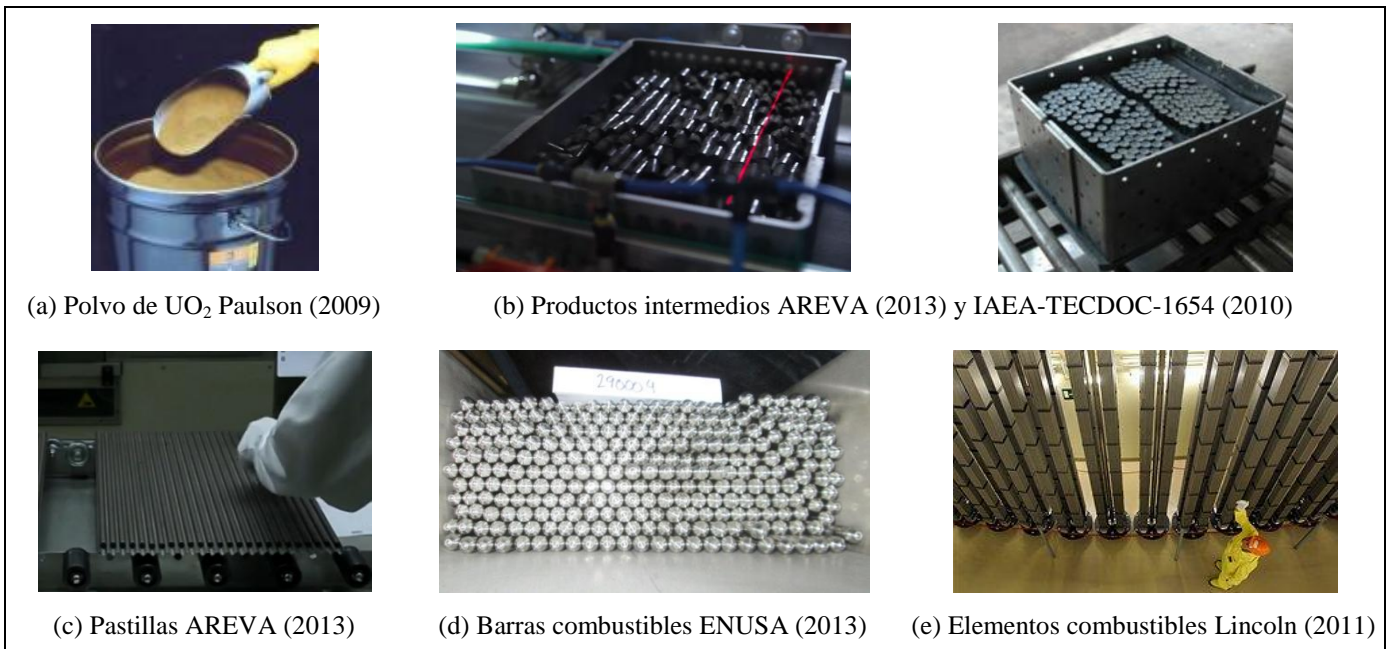 (a) Polvo de UO₂ Paulson (2009)
(b) Productos intermedios AREVA (2013) y IAEA-TECDOC-1654 (2010)
290004
(c) Pastillas AREVA (2013)
(d) Barras combustibles ENUSA (2013)
(e) Elementos combustibles Lincoln (2011)